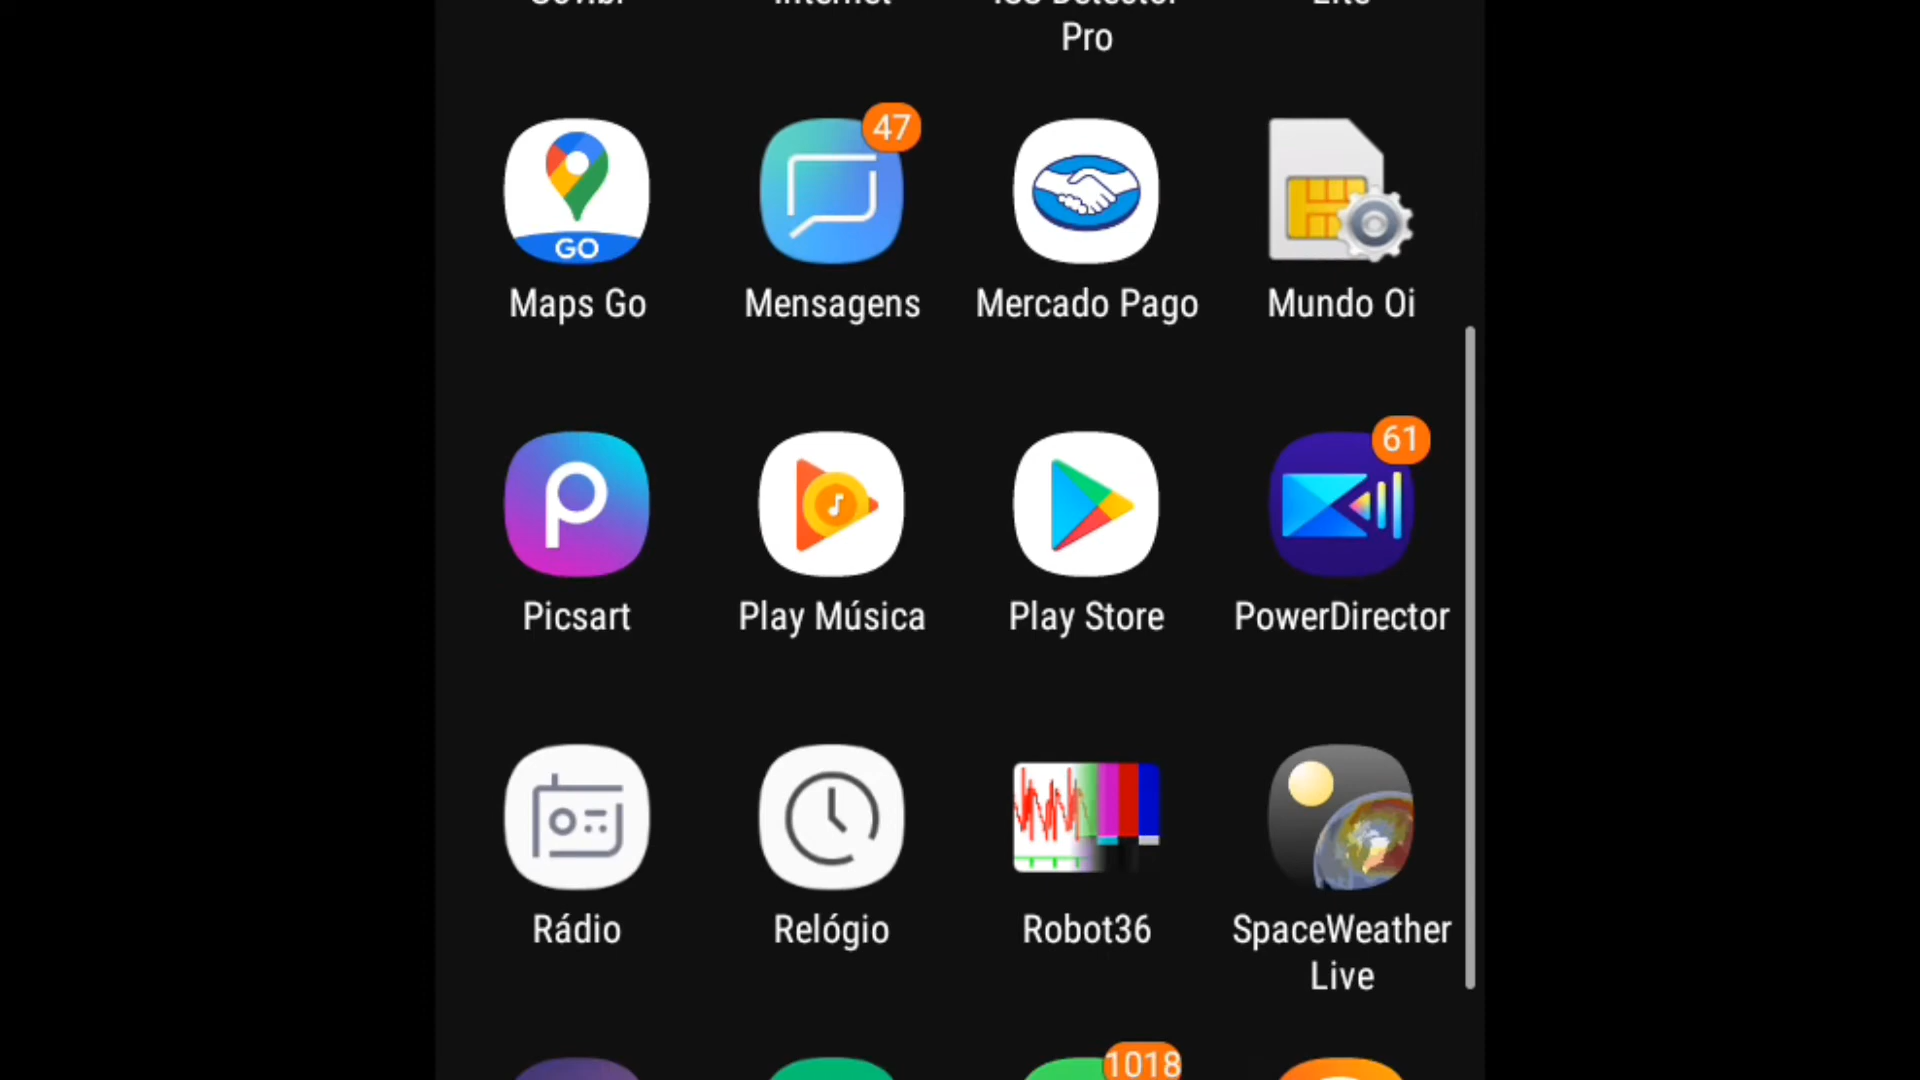 Pro
47
GO
Maps Go
Mensagens
Mercado Pago
Mundo Oi
61
Picsart
Play Música
Play Store
PowerDirector
Rádio
Relógio
Robot36
SpaceWeather
Live
1018